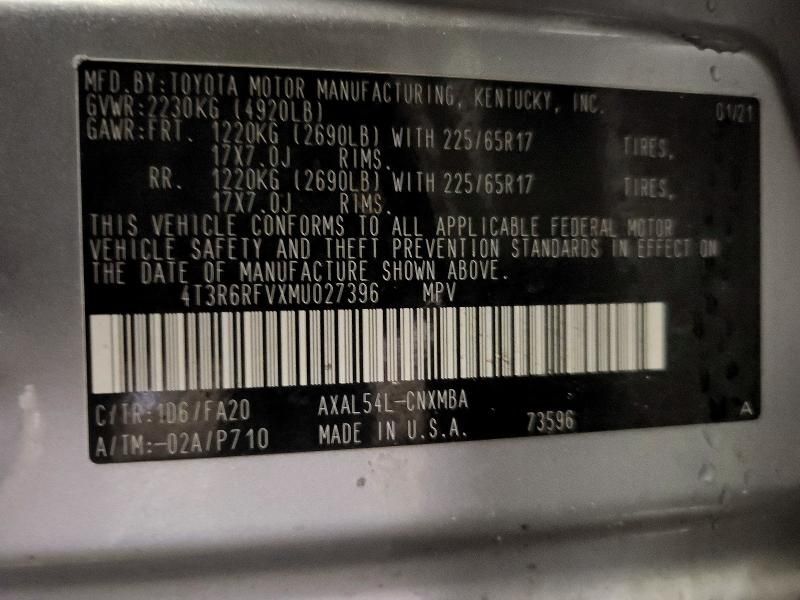 MFD.BY:TOYOTA MOTOR MANUFACTURING, KENTUCKY, INC. 01/21
GVWR:2230KG (4920LB)
GAWR:FRT. 1220KG (2690LB) WITH 225/65R17 TIRES,
17X7.0J RIMS.
RR. 1220KG (2690LB) WITH 225/65R17 TIRES,
17X7.0J RIMS.
THIS VEHICLE CONFORMS TO ALL APPLICABLE FEDERAL MOTOR
VEHICLE SAFETY AND THEFT PREVENTION STANDARDS IN EFFECT ON
THE DATE OF MANUFACTURE SHOWN ABOVE.
4T3R6RFVXMU027396 MPV
C/TR:1D6/FA20 AXAL54L-CNXMBA
A/TM:-02A/P710 MADE IN U.S.A. 73596 A